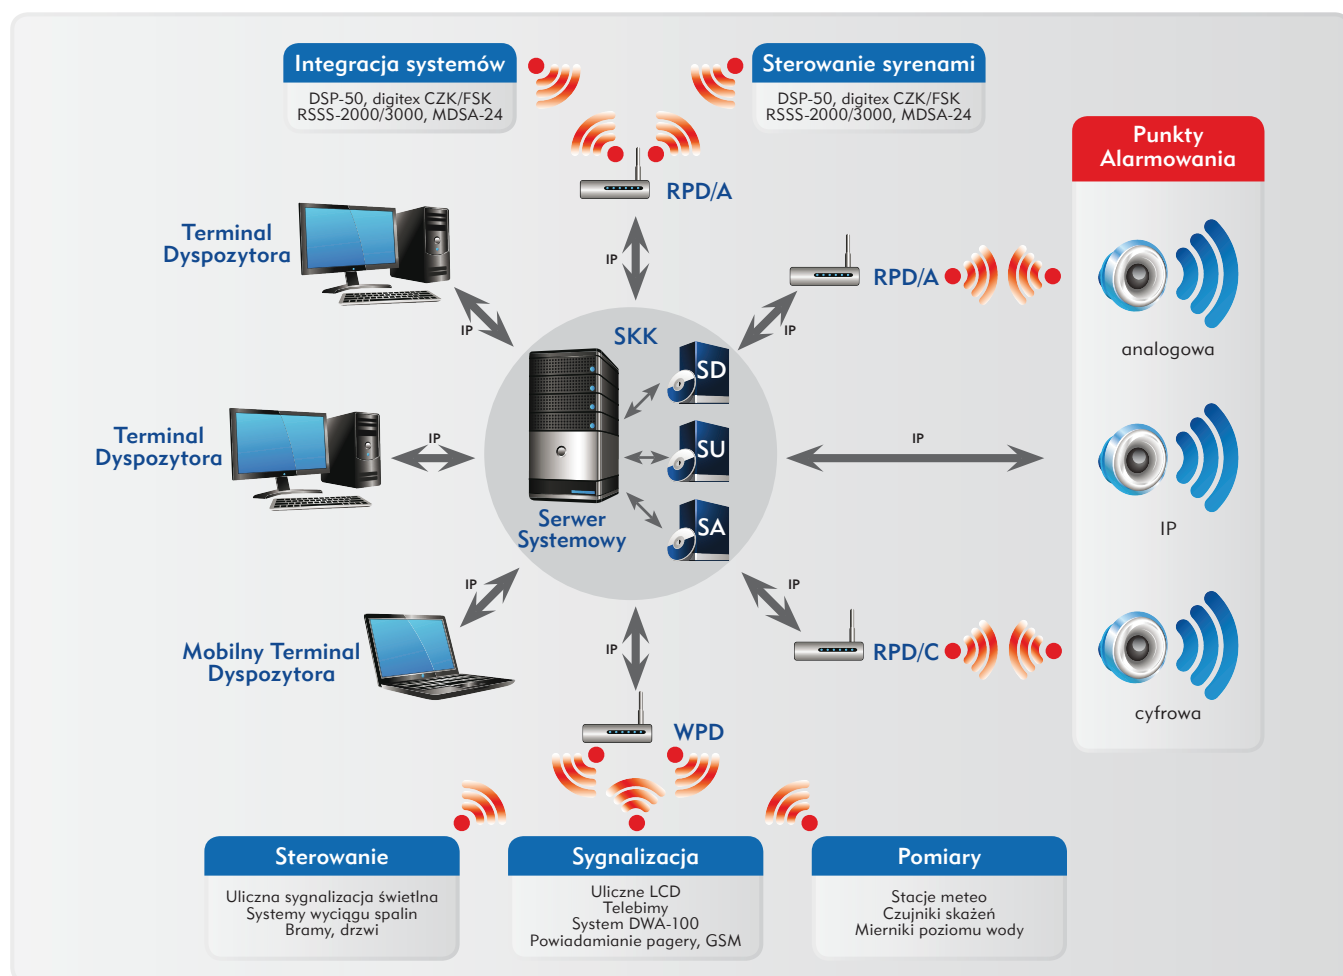 Integracja systemów
DSP-50, digitex CZK/FSK
RSSS-2000/3000, MDSA-24
Sterowanie syrenami
DSP-50, digitex CZK/FSK
RSSS-2000/3000, MDSA-24
Punkty
Alarmowania
RPD/A
IP
Terminal
Dyspozytora
IP
RPD/A
IP
analogowa
SKK
SD
SU
SA
Serwer
Systemowy
Terminal
Dyspozytora
IP
IP
IP
Mobilny Terminal
Dyspozytora
IP
IP
IP
RPD/C
cyfrowa
WPD
Sterowanie
Uliczna sygnalizacja świetlna
Systemy wyciągu spalin
Bramy, drzwi
Sygnalizacja
Uliczne LCD
Telebimy
System DWA-100
Powiadamianie pagery, GSM
Pomiary
Stacje meteo
Czujniki skażeń
Mierniki poziomu wody